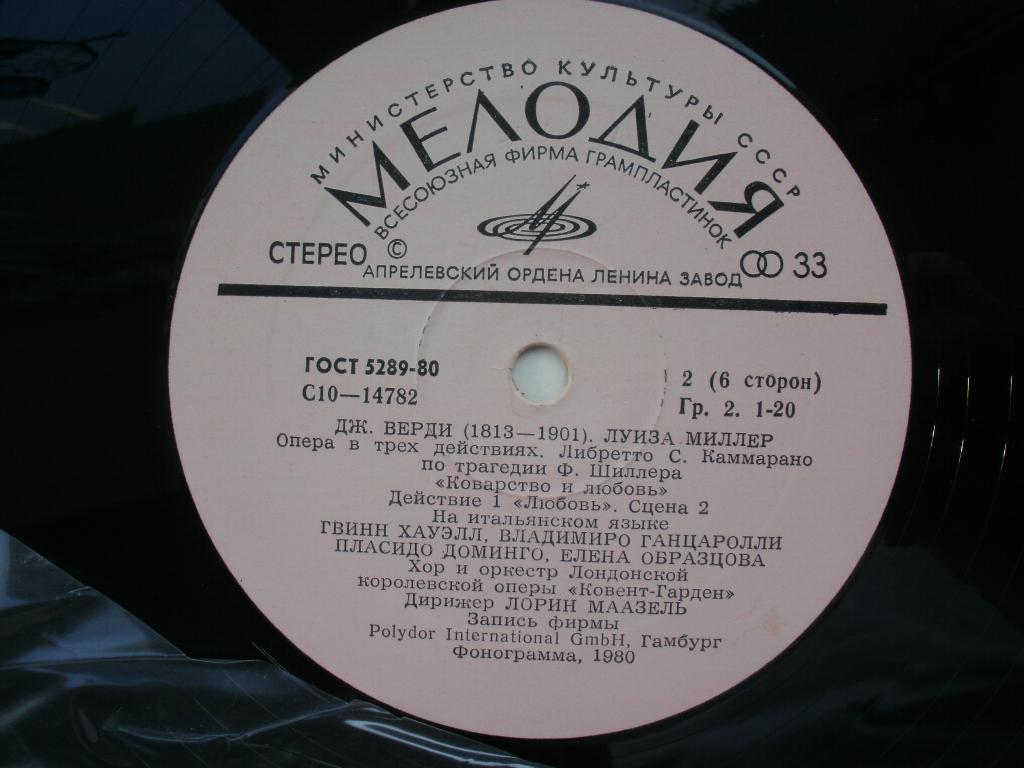 МИНИСТЕРСТВО КУЛЬТУРЫ СССР
МЕЛОДИЯ
ВСЕСОЮЗНАЯ ФИРМА ГРАМПЛАСТИНОК
СТЕРЕО © 33
АПРЕЛЕВСКИЙ ОРДЕНА ЛЕНИНА ЗАВОД
ГОСТ 5289-80
С10—14782
2 (6 сторон)
Гр. 2. 1-20
ДЖ. ВЕРДИ (1813—1901). ЛУИЗА МИЛЛЕР
Опера в трех действиях. Либретто С. Каммарано
по трагедии Ф. Шиллера
«Коварство и любовь»
Действие 1 «Любовь». Сцена 2
На итальянском языке
ГВИНН ХАУЭЛЛ, ВЛАДИМИРО ГАНЦАРОЛЛИ
ПЛАСИДО ДОМИНГО, ЕЛЕНА ОБРАЗЦОВА
Хор и оркестр Лондонской
королевской оперы «Ковент-Гарден»
Дирижер ЛОРИН МААЗЕЛЬ
Запись фирмы
Polydor International GmbH, Гамбург
Фонограмма, 1980